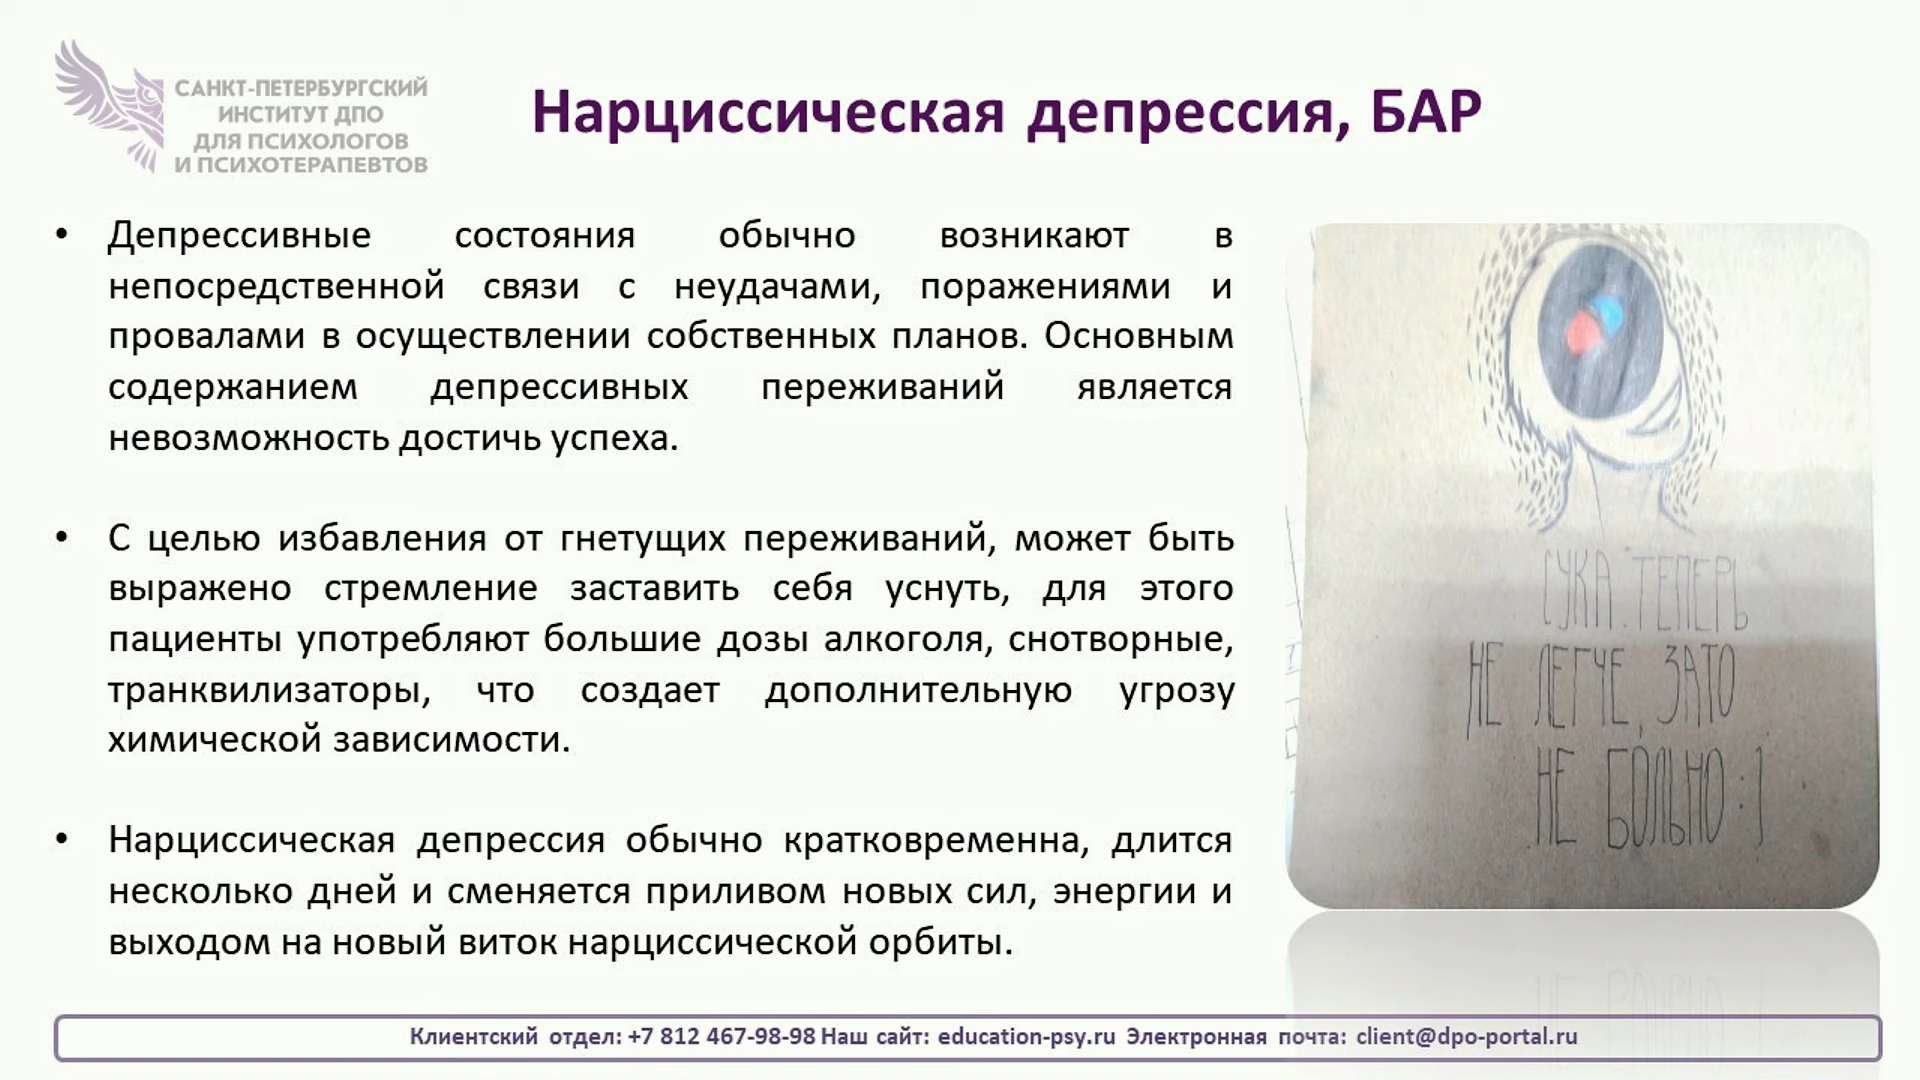 САНКТ-ПЕТЕРБУРГСКИЙ
ИНСТИТУТ ДПО
ДЛЯ ПСИХОЛОГОВ
И ПСИХОТЕРАПЕВТОВ
Нарциссическая депрессия, БАР
• Депрессивные состояния обычно возникают в
непосредственной связи с неудачами, поражениями и
провалами в осуществлении собственных планов. Основным
содержанием депрессивных переживаний является
невозможность достичь успеха.
• С целью избавления от гнетущих переживаний, может быть
выражено стремление заставить себя уснуть, для этого
пациенты употребляют большие дозы алкоголя, снотворные,
транквилизаторы, что создает дополнительную угрозу
химической зависимости.
• Нарциссическая депрессия обычно кратковременна, длится
несколько дней и сменяется приливом новых сил, энергии и
выходом на новый виток нарциссической орбиты.
СУКА. ТЕПЕРЬ
НЕ ЛЕГЧЕ, ЗАТО
НЕ БОЛЬНО :)
Клиентский отдел: +7 812 467-98-98 Наш сайт: education-psy.ru Электронная почта: client@dpo-portal.ru